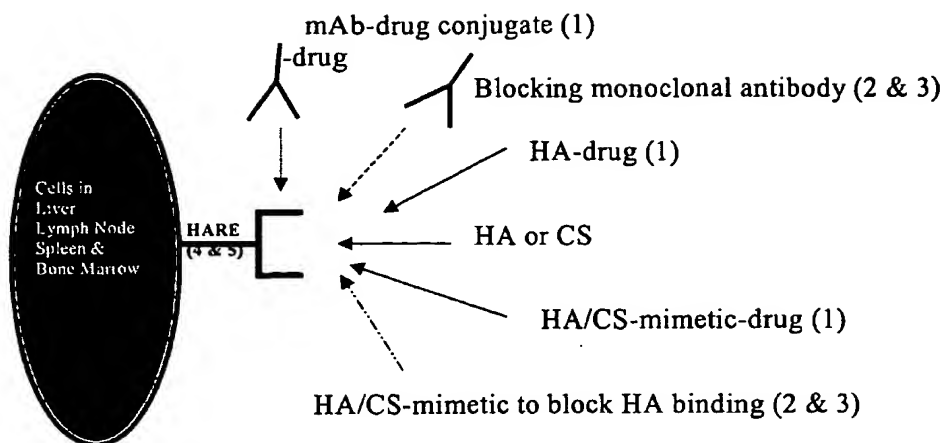 mAb-drug conjugate (1)
-drug
Blocking monoclonal antibody (2 & 3)
HA-drug (1)
Cells in
Liver
Lymph Node
Spleen &
Bone Marrow
HARE
(4 & 5)
HA or CS
HA/CS-mimetic-drug (1)
HA/CS-mimetic to block HA binding (2 & 3)